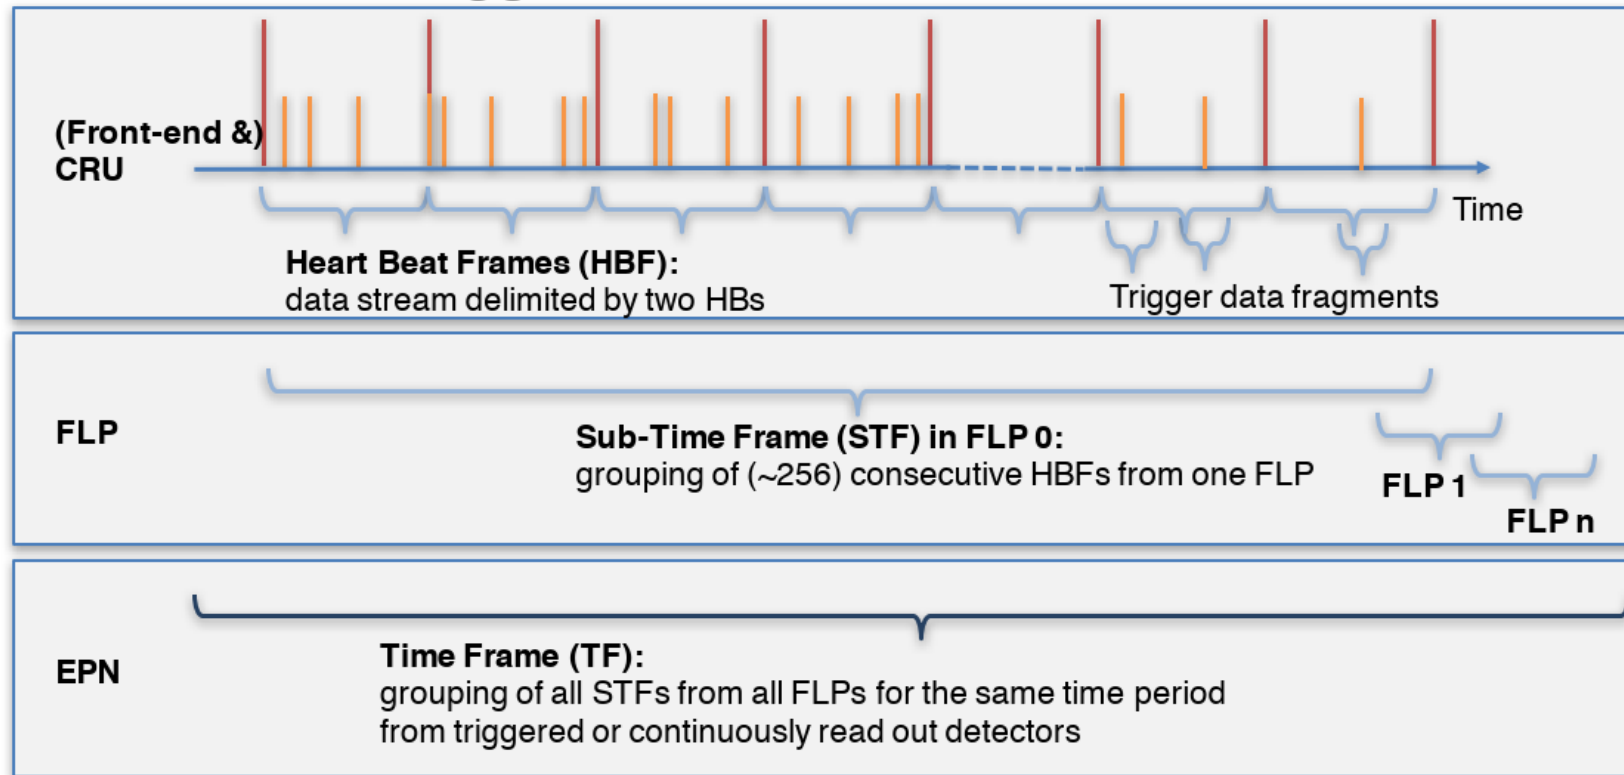 (Front-end &)
CRU
Time
Heart Beat Frames (HBF):
data stream delimited by two HBs
Trigger data fragments
FLP
Sub-Time Frame (STF) in FLP 0:
grouping of (~256) consecutive HBFs from one FLP
FLP 1
FLP n
EPN
Time Frame (TF):
grouping of all STFs from all FLPs for the same time period
from triggered or continuously read out detectors